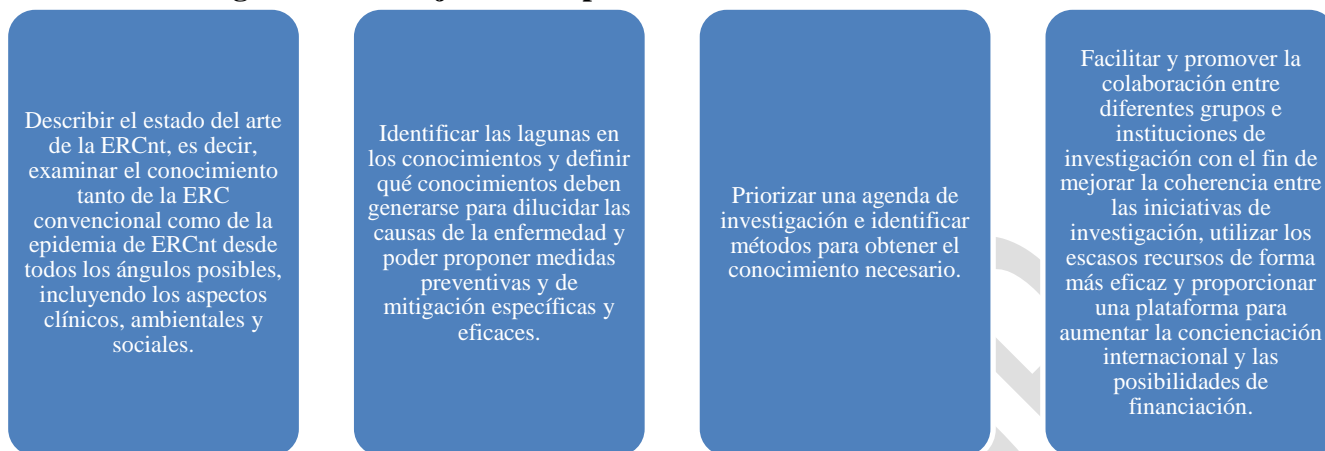 Describir el estado del arte
de la ERCnt, es decir,
examinar el conocimiento
tanto de la ERC
convencional como de la
epidemia de ERCnt desde
todos los ángulos posibles,
incluyendo los aspectos
clínicos, ambientales y
sociales.
Identificar las lagunas en
los conocimientos y definir
qué conocimientos deben
generarse para dilucidar las
causas de la enfermedad y
poder proponer medidas
preventivas y de
mitigación específicas y
eficaces.
Priorizar una agenda de
investigación e identificar
métodos para obtener el
conocimiento necesario.
Facilitar y promover la
colaboración entre
diferentes grupos e
instituciones de
investigación con el fin de
mejorar la coherencia entre
las iniciativas de
investigación, utilizar los
escasos recursos de forma
más eficaz y proporcionar
una plataforma para
aumentar la concienciación
internacional y las
posibilidades de
financiación.